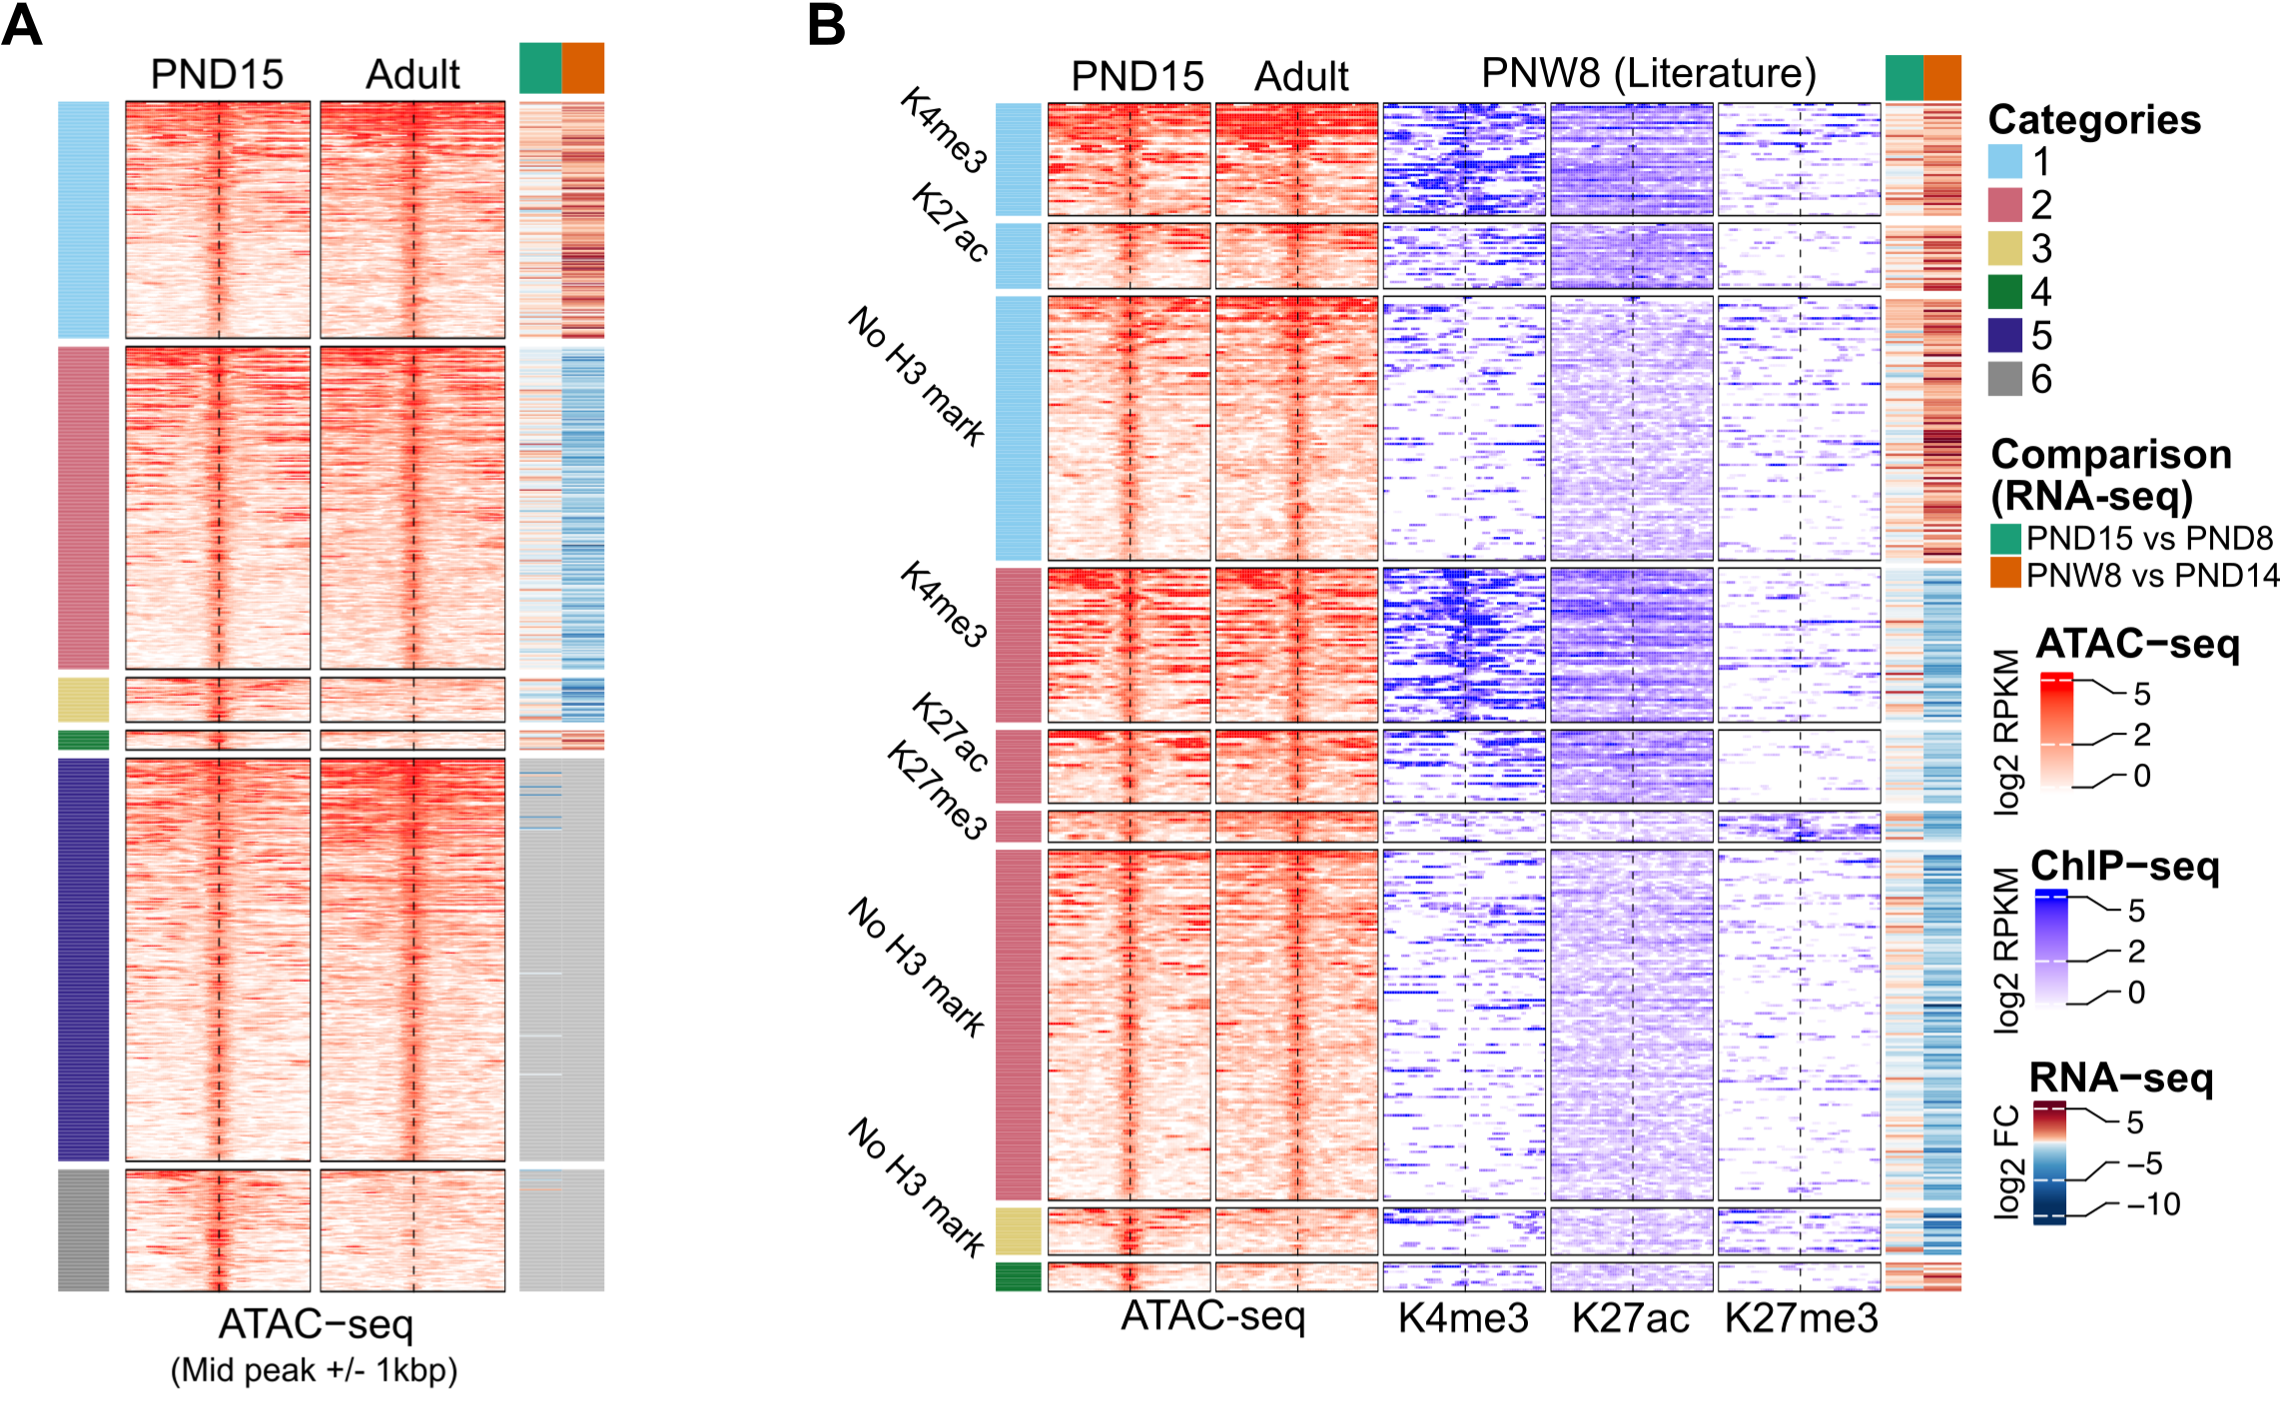 A
PND15
Adult
ATAC−seq
(Mid peak +/- 1kbp)
B
PND15
Adult
PNW8 (Literature)
K4me3
K27ac
No H3 mark
K4me3
K27ac
K27me3
No H3 mark
No H3 mark
ATAC-seq
K4me3
K27ac
K27me3
Categories
1
2
3
4
5
6
Comparison
(RNA-seq)
PND15 vs PND8
PNW8 vs PND14
ATAC−seq
log2 RPKM
5
2
0
ChIP−seq
log2 RPKM
5
2
0
RNA−seq
log2 FC
5
−5
−10